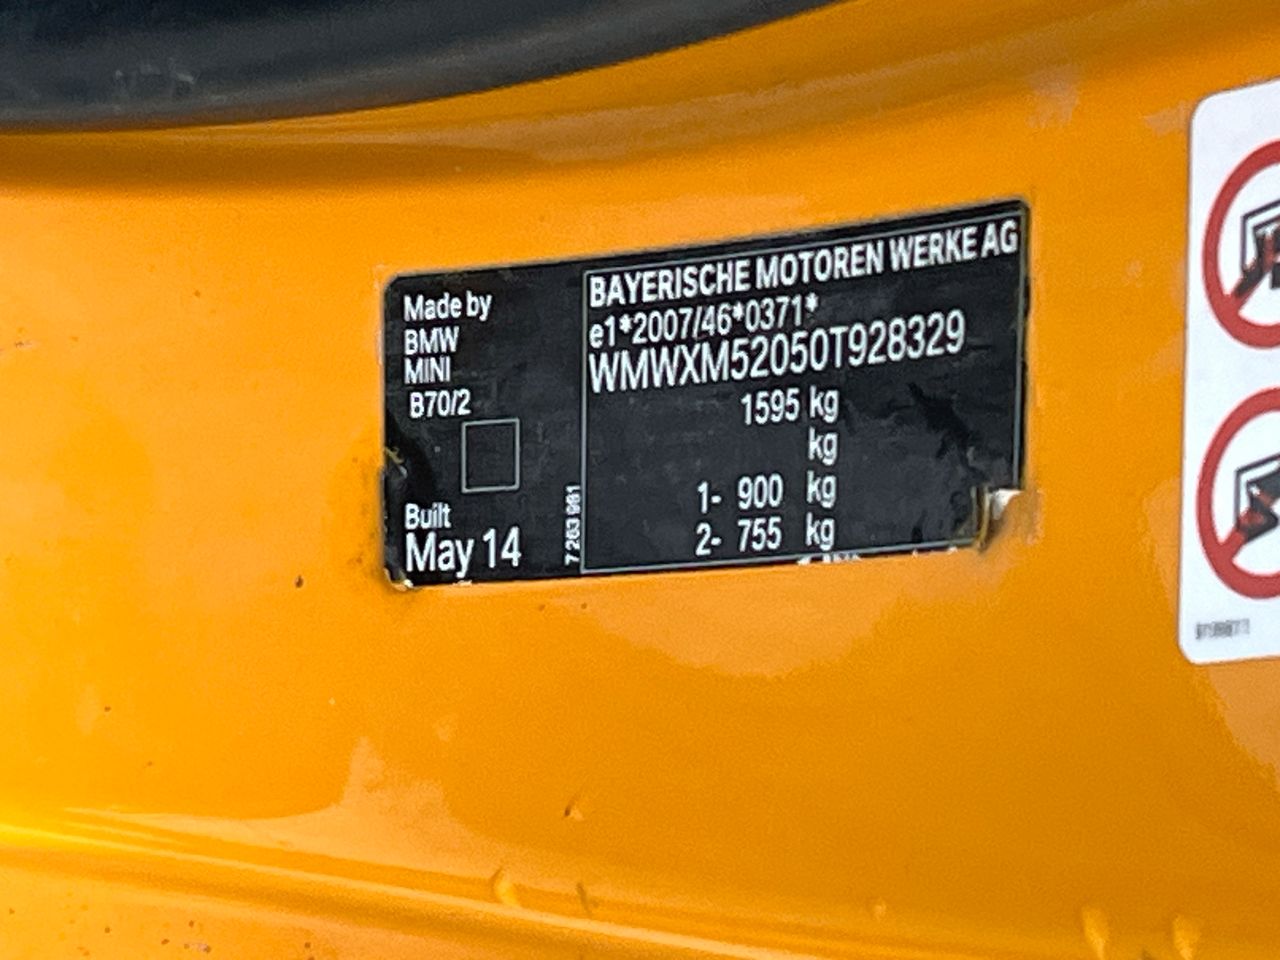 Made by
BMW
MINI
B70/2
Built
May 14
7 263 961
BAYERISCHE MOTOREN WERKE AG
e1*2007/46*0371*
WMWXM52050T928329
1595 kg
kg
1- 900 kg
2- 755 kg